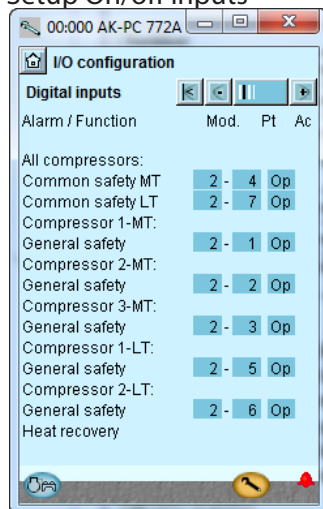 Setup On/off inputs
00:000 AK-PC 772A
I/O configuration
Digital inputs
Alarm / Function Mod. Pt Ac
All compressors:
Common safety MT 2 - 4 Op
Common safety LT 2 - 7 Op
Compressor 1-MT:
General safety 2 - 1 Op
Compressor 2-MT:
General safety 2 - 2 Op
Compressor 3-MT:
General safety 2 - 3 Op
Compressor 1-LT:
General safety 2 - 5 Op
Compressor 2-LT:
General safety 2 - 6 Op
Heat recovery